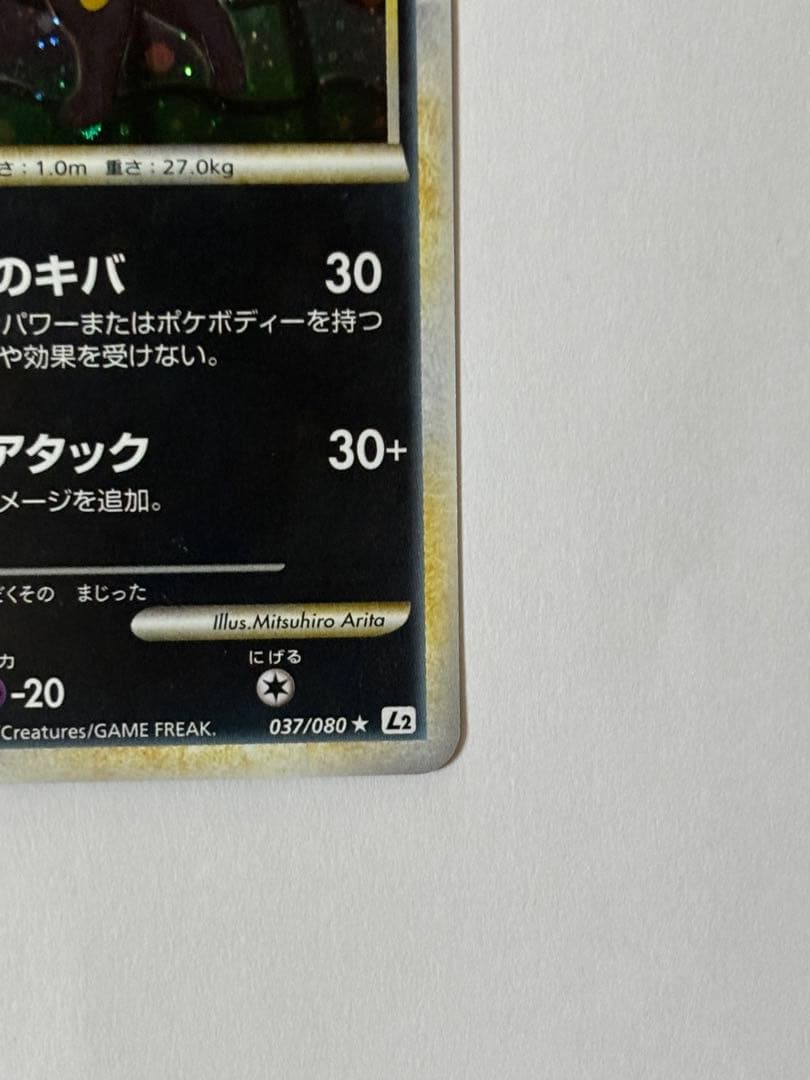 さ：1.0m 重さ：27.0kg
のキバ 30
パワーまたはポケボディーを持つ
や効果を受けない。
アタック 30+
メージを追加。
くその まじった
Illus.Mitsuhiro Arita
力 にげる
-20
/Creatures/GAME FREAK. 037/080 ★ L2